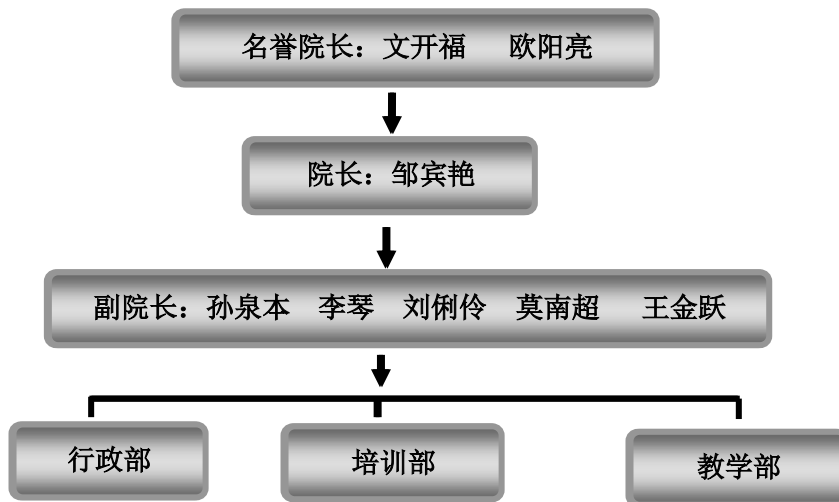 名誉院长：文开福 欧阳亮
院长：邹宾艳
副院长：孙泉本 李琴 刘俐伶 莫南超 王金跃
行政部 培训部 教学部